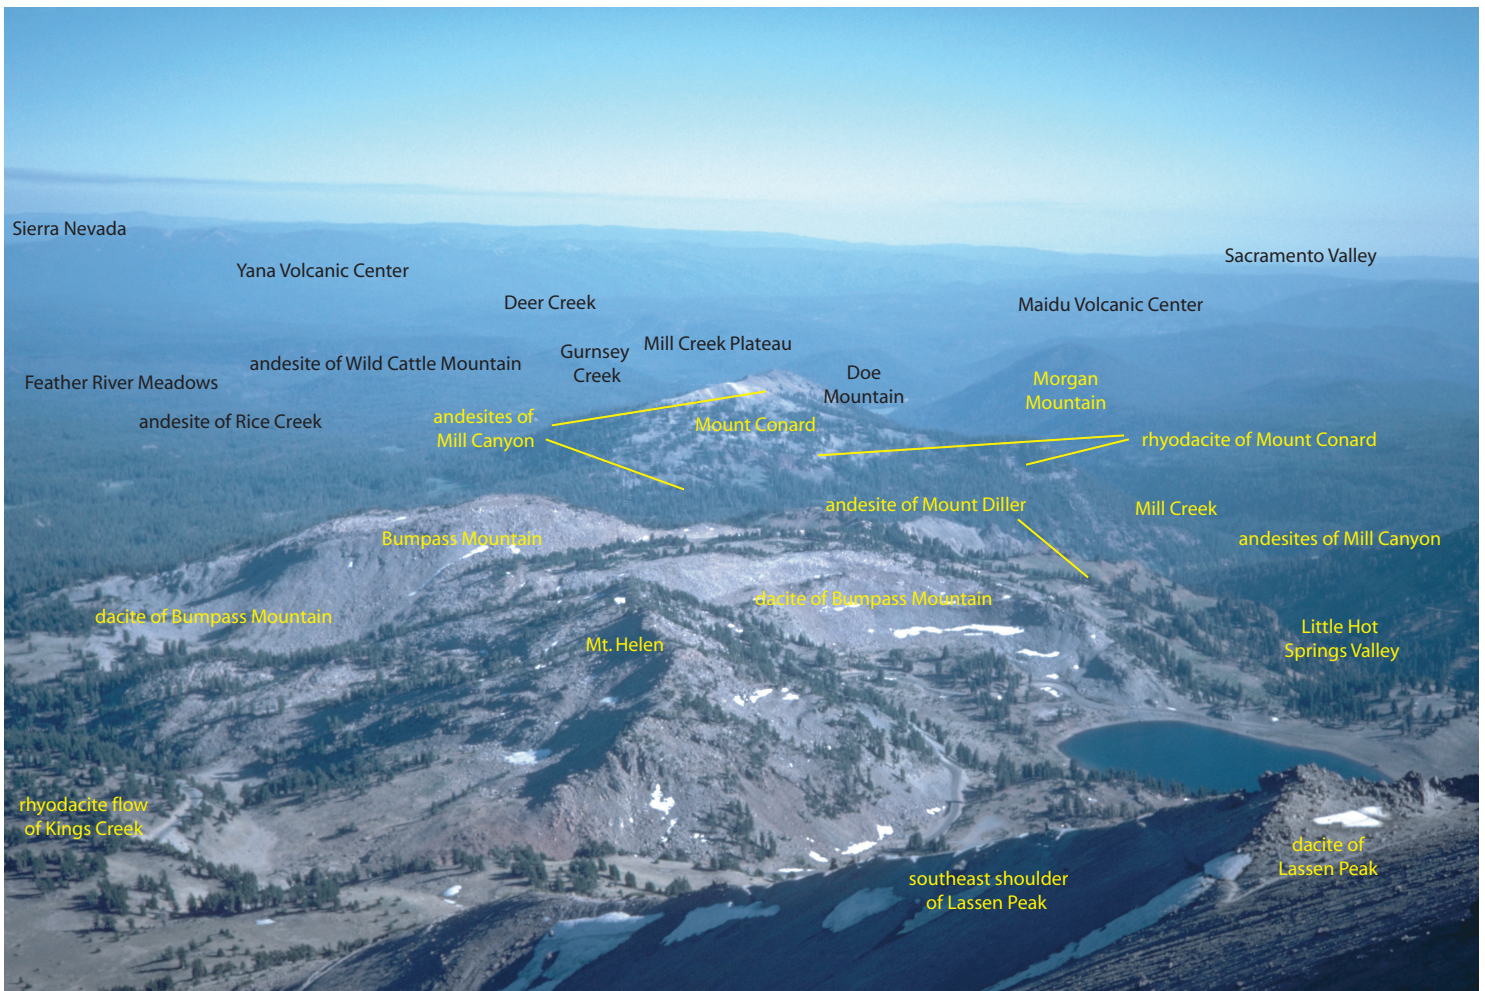 Sierra Nevada
Sacramento Valley
Yana Volcanic Center
Deer Creek
Maidu Volcanic Center
Mill Creek Plateau
Gurnsey
Creek
andesite of Wild Cattle Mountain
Doe
Mountain
Morgan
Mountain
Feather River Meadows
andesite of Rice Creek
andesites of
Mill Canyon
Mount Conard
rhyodacite of Mount Conard
andesite of Mount Diller
Mill Creek
Bumpass Mountain
andesites of Mill Canyon
dacite of Bumpass Mountain
dacite of Bumpass Mountain
Little Hot
Springs Valley
Mt. Helen
rhyodacite flow
of Kings Creek
dacite of
Lassen Peak
southeast shoulder
of Lassen Peak